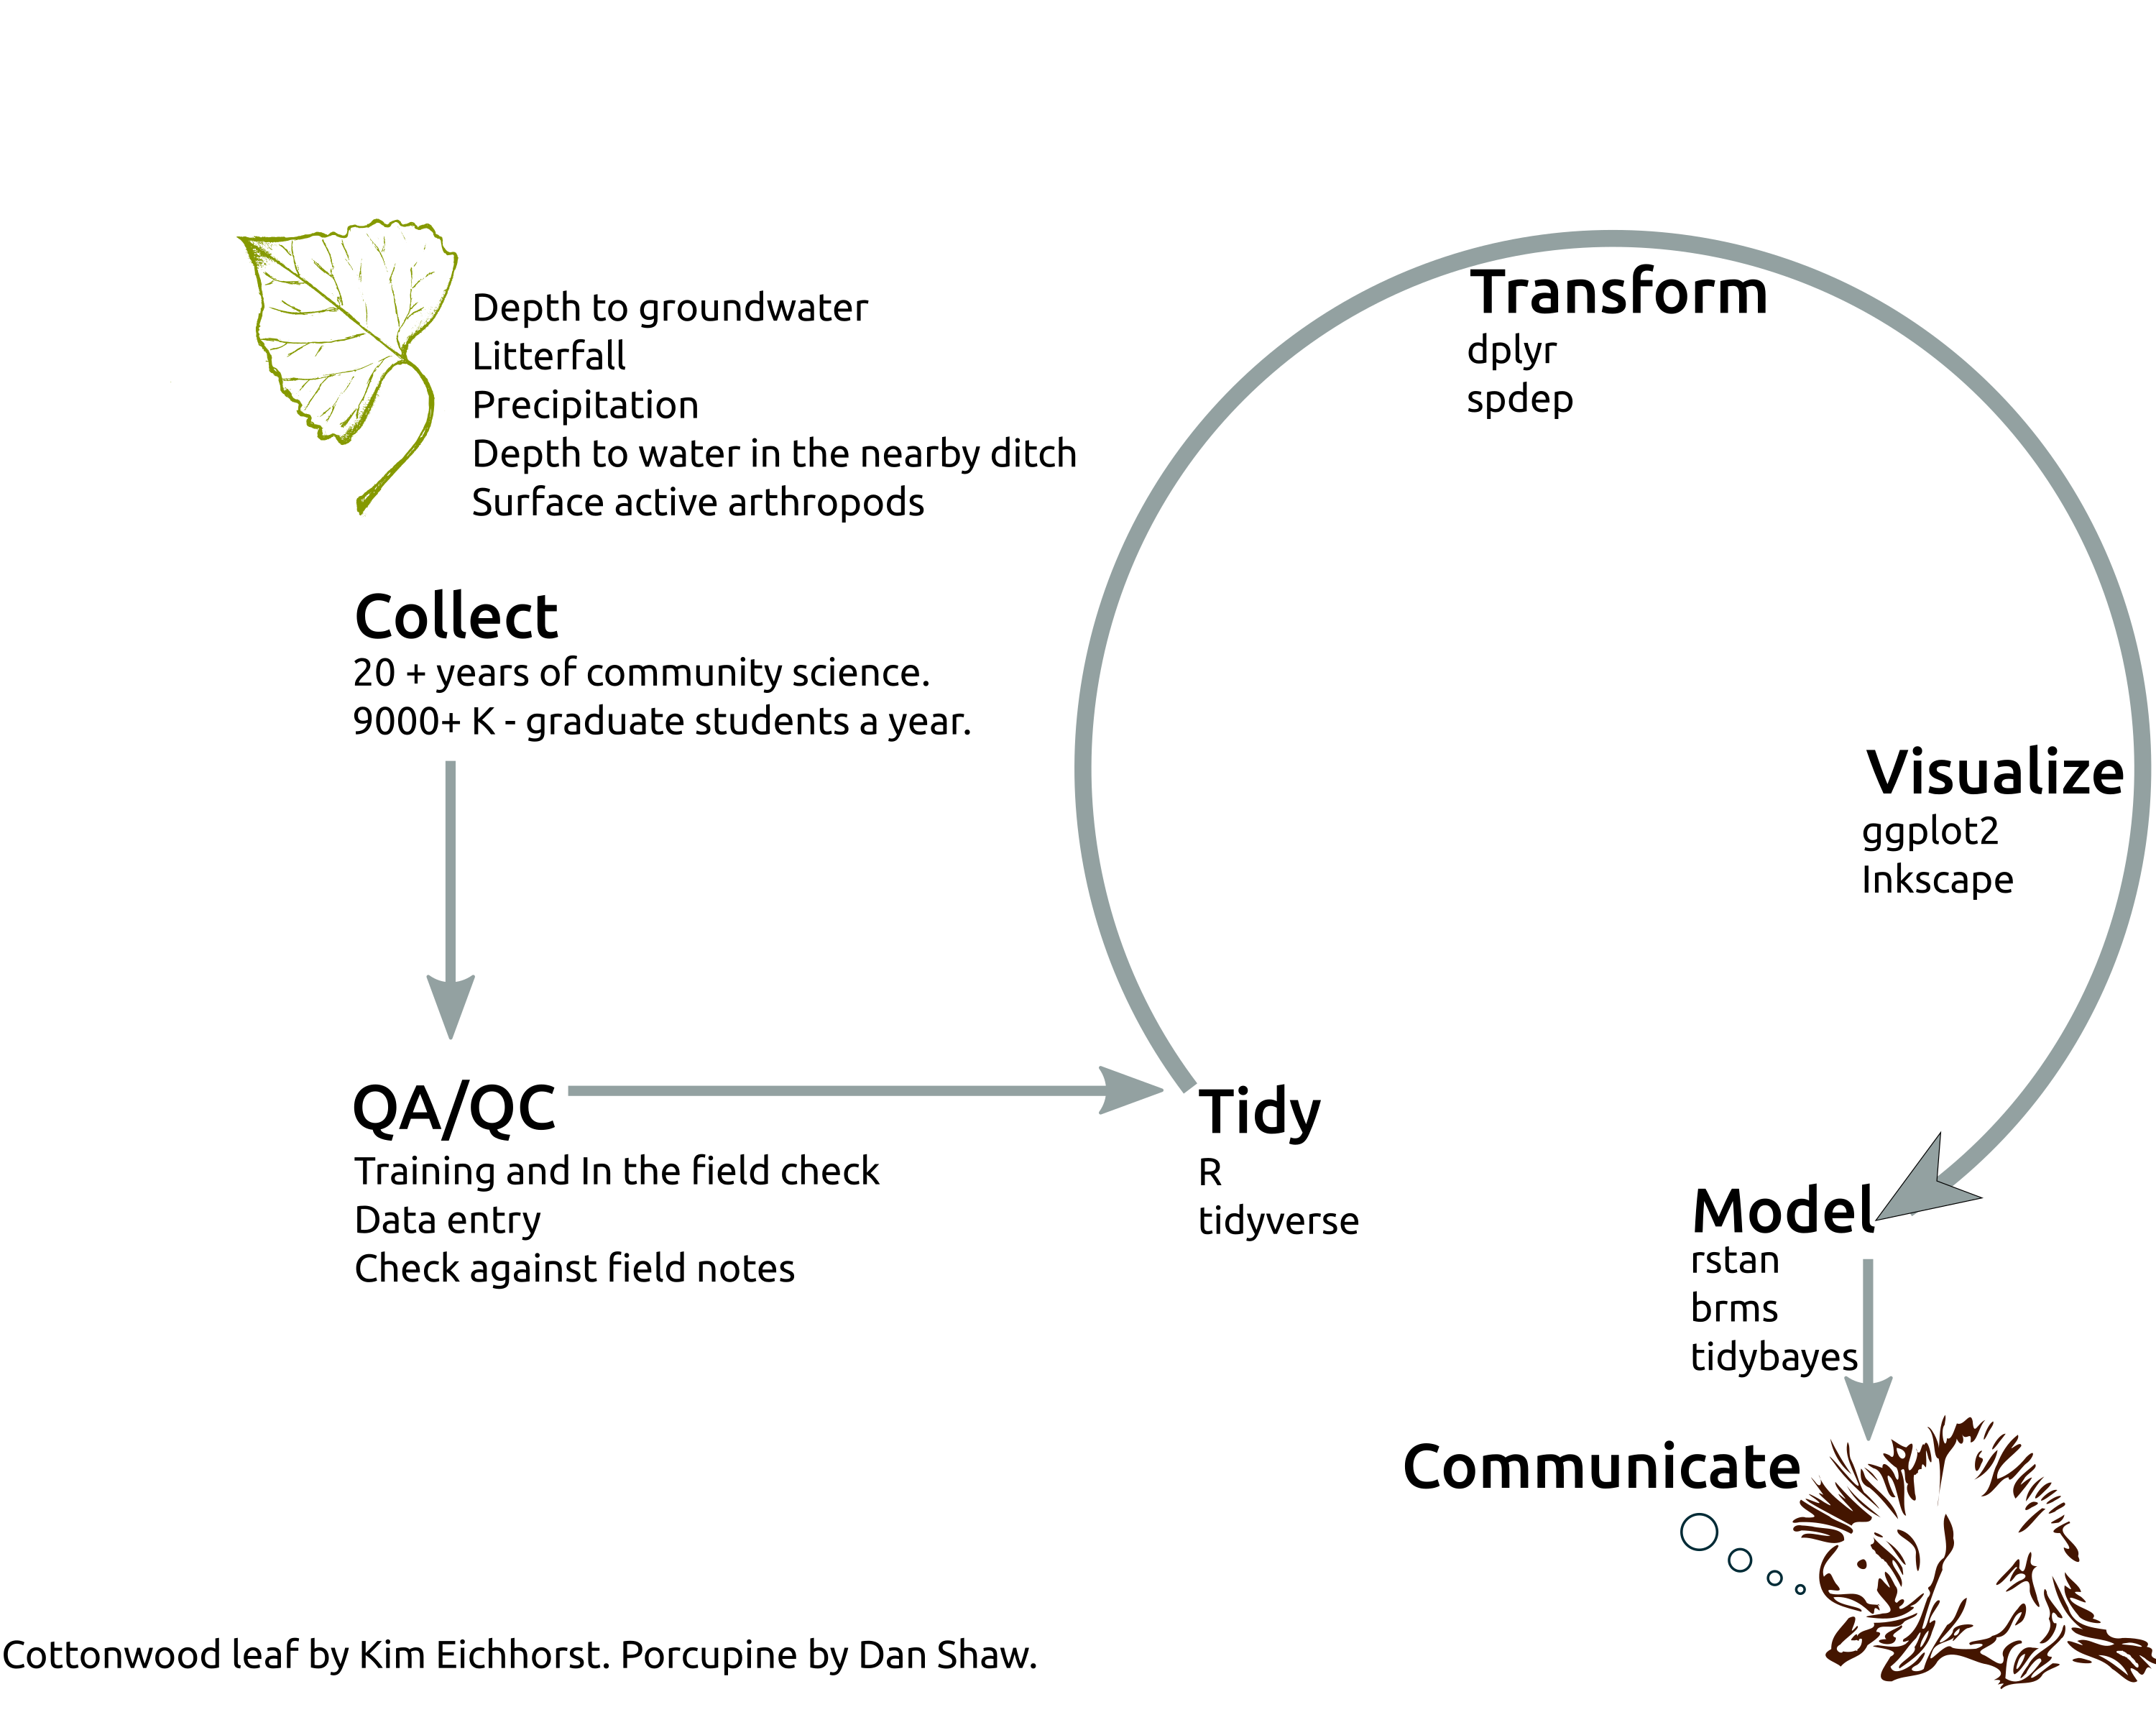 Depth to groundwater
Litterfall
Precipitation
Depth to water in the nearby ditch
Surface active arthropods
Collect
20 + years of community science.
9000+ K - graduate students a year.
QA/QC
Training and In the field check
Data entry
Check against field notes
Tidy
R
tidyverse
Transform
dplyr
spdep
Visualize
ggplot2
Inkscape
Model
rstan
brms
tidybayes
Communicate
Cottonwood leaf by Kim Eichhorst. Porcupine by Dan Shaw.